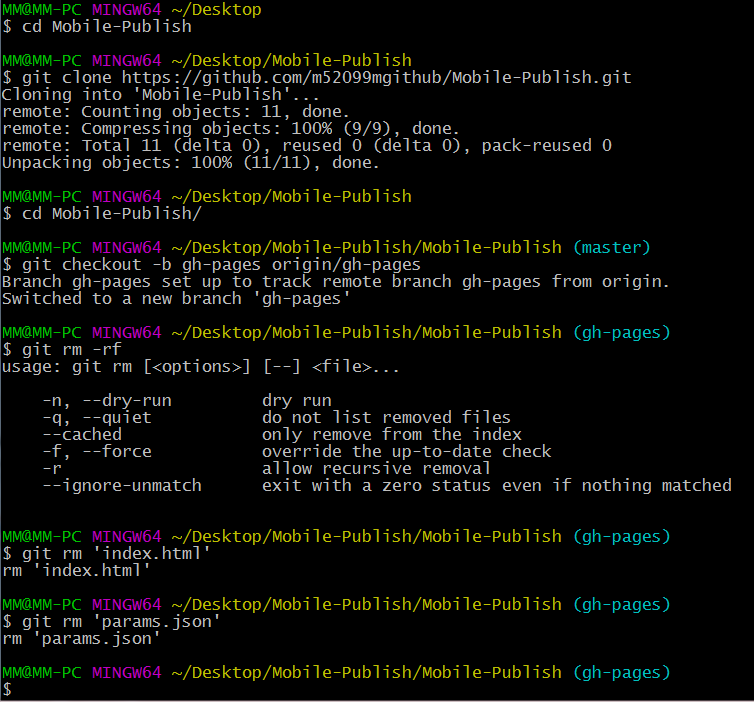 MM@MM-PC MINGW64 ~/Desktop
$ cd Mobile-Publish
MM@MM-PC MINGW64 ~/Desktop/Mobile-Publish
$ git clone https://github.com/m52099mgithub/Mobile-Publish.git
Cloning into 'Mobile-Publish'...
remote: Counting objects: 11, done.
remote: Compressing objects: 100% (9/9), done.
remote: Total 11 (delta 0), reused 0 (delta 0), pack-reused 0
Unpacking objects: 100% (11/11), done.
MM@MM-PC MINGW64 ~/Desktop/Mobile-Publish
$ cd Mobile-Publish/
MM@MM-PC MINGW64 ~/Desktop/Mobile-Publish/Mobile-Publish (master)
$ git checkout -b gh-pages origin/gh-pages
Branch gh-pages set up to track remote branch gh-pages from origin.
Switched to a new branch 'gh-pages'
MM@MM-PC MINGW64 ~/Desktop/Mobile-Publish/Mobile-Publish (gh-pages)
$ git rm -rf
usage: git rm [<options>] [--] <file>...
-n, --dry-run dry run
-q, --quiet do not list removed files
--cached only remove from the index
-f, --force override the up-to-date check
-r allow recursive removal
--ignore-unmatch exit with a zero status even if nothing matched
MM@MM-PC MINGW64 ~/Desktop/Mobile-Publish/Mobile-Publish (gh-pages)
$ git rm 'index.html'
rm 'index.html'
MM@MM-PC MINGW64 ~/Desktop/Mobile-Publish/Mobile-Publish (gh-pages)
$ git rm 'params.json'
rm 'params.json'
MM@MM-PC MINGW64 ~/Desktop/Mobile-Publish/Mobile-Publish (gh-pages)
$